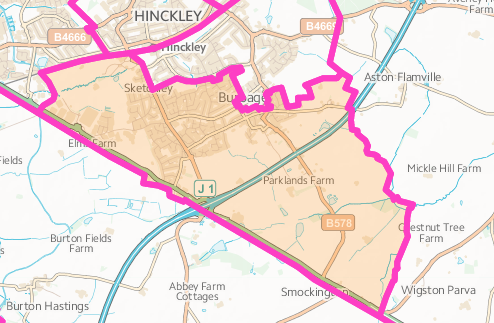 HINCKLEY
B4666
B4669
Hinckley
Aston Flamville
Sketchley
Burbage
Elms Farm
Fields
Mickle Hill Farm
J 1
Parklands Farm
B578
Chestnut Tree
Farm
Burton Fields
Farm
Abbey Farm
Cottages
Smockington
Wigston Parva
Burton Hastings